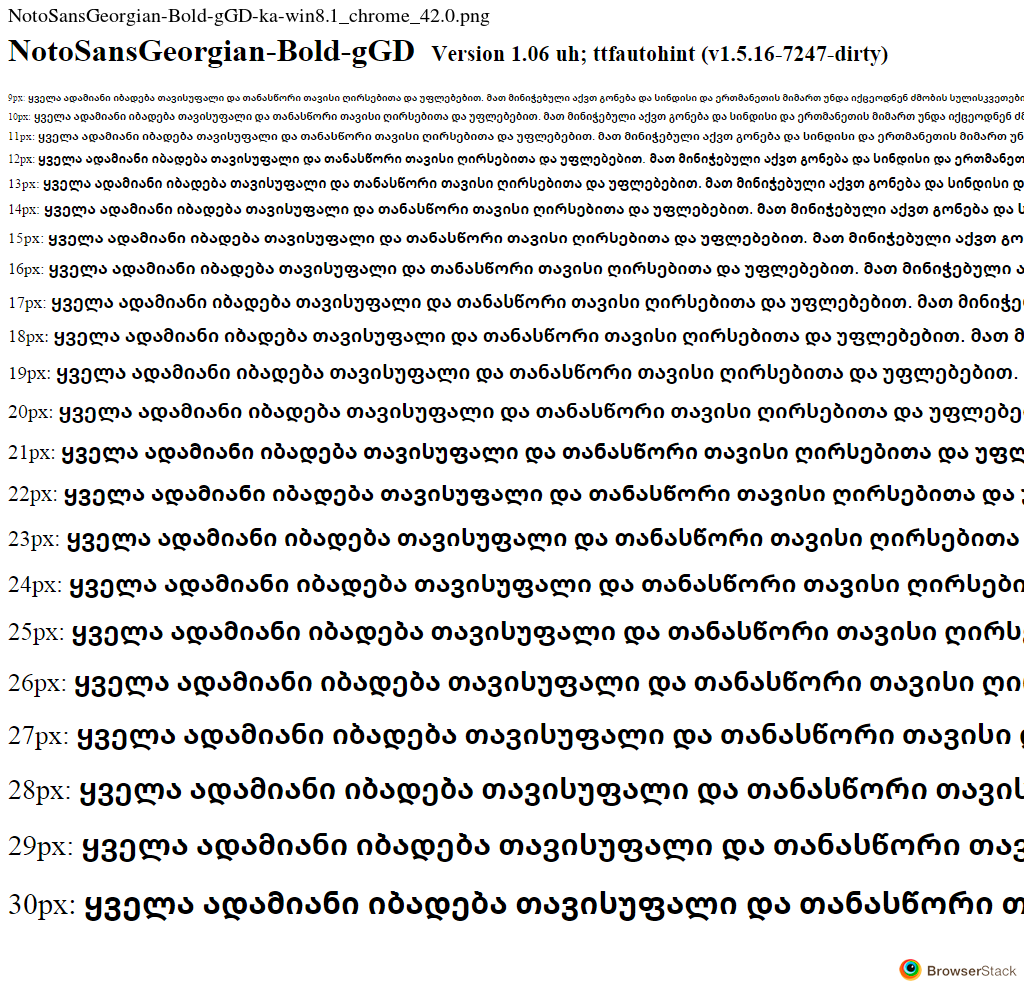 NotoSansGeorgian-Bold-gGD-ka-win8.1_chrome_42.0.png
NotoSansGeorgian-Bold-gGD Version 1.06 uh; ttfautohint (v1.5.16-7247-dirty)
9px: ყველა ადამიანი იბადება თავისუფალი და თანასწორი თავისი ღირსებითა და უფლებებით. მათ მინიჭებული აქვთ გონება და სინდისი და ერთმანეთის მიმართ უნდა იქცეოდნენ ძმობის სულისკვეთები
10px: ყველა ადამიანი იბადება თავისუფალი და თანასწორი თავისი ღირსებითა და უფლებებით. მათ მინიჭებული აქვთ გონება და სინდისი და ერთმანეთის მიმართ უნდა იქცეოდნენ ძმ
11px: ყველა ადამიანი იბადება თავისუფალი და თანასწორი თავისი ღირსებითა და უფლებებით. მათ მინიჭებული აქვთ გონება და სინდისი და ერთმანეთის მიმართ უნ
12px: ყველა ადამიანი იბადება თავისუფალი და თანასწორი თავისი ღირსებითა და უფლებებით. მათ მინიჭებული აქვთ გონება და სინდისი და ერთმანეთ
13px: ყველა ადამიანი იბადება თავისუფალი და თანასწორი თავისი ღირსებითა და უფლებებით. მათ მინიჭებული აქვთ გონება და სინდისი დ
14px: ყველა ადამიანი იბადება თავისუფალი და თანასწორი თავისი ღირსებითა და უფლებებით. მათ მინიჭებული აქვთ გონება და ს
15px: ყველა ადამიანი იბადება თავისუფალი და თანასწორი თავისი ღირსებითა და უფლებებით. მათ მინიჭებული აქვთ გო
16px: ყველა ადამიანი იბადება თავისუფალი და თანასწორი თავისი ღირსებითა და უფლებებით. მათ მინიჭებული ა
17px: ყველა ადამიანი იბადება თავისუფალი და თანასწორი თავისი ღირსებითა და უფლებებით. მათ მინიჭე
18px: ყველა ადამიანი იბადება თავისუფალი და თანასწორი თავისი ღირსებითა და უფლებებით. მათ მ
19px: ყველა ადამიანი იბადება თავისუფალი და თანასწორი თავისი ღირსებითა და უფლებებით.
20px: ყველა ადამიანი იბადება თავისუფალი და თანასწორი თავისი ღირსებითა და უფლებე
21px: ყველა ადამიანი იბადება თავისუფალი და თანასწორი თავისი ღირსებითა და უფლ
22px: ყველა ადამიანი იბადება თავისუფალი და თანასწორი თავისი ღირსებითა და
23px: ყველა ადამიანი იბადება თავისუფალი და თანასწორი თავისი ღირსებითა
24px: ყველა ადამიანი იბადება თავისუფალი და თანასწორი თავისი ღირსები
25px: ყველა ადამიანი იბადება თავისუფალი და თანასწორი თავისი ღირს
26px: ყველა ადამიანი იბადება თავისუფალი და თანასწორი თავისი ღი
27px: ყველა ადამიანი იბადება თავისუფალი და თანასწორი თავისი
28px: ყველა ადამიანი იბადება თავისუფალი და თანასწორი თავის
29px: ყველა ადამიანი იბადება თავისუფალი და თანასწორი თავ
30px: ყველა ადამიანი იბადება თავისუფალი და თანასწორი თ
BrowserStack